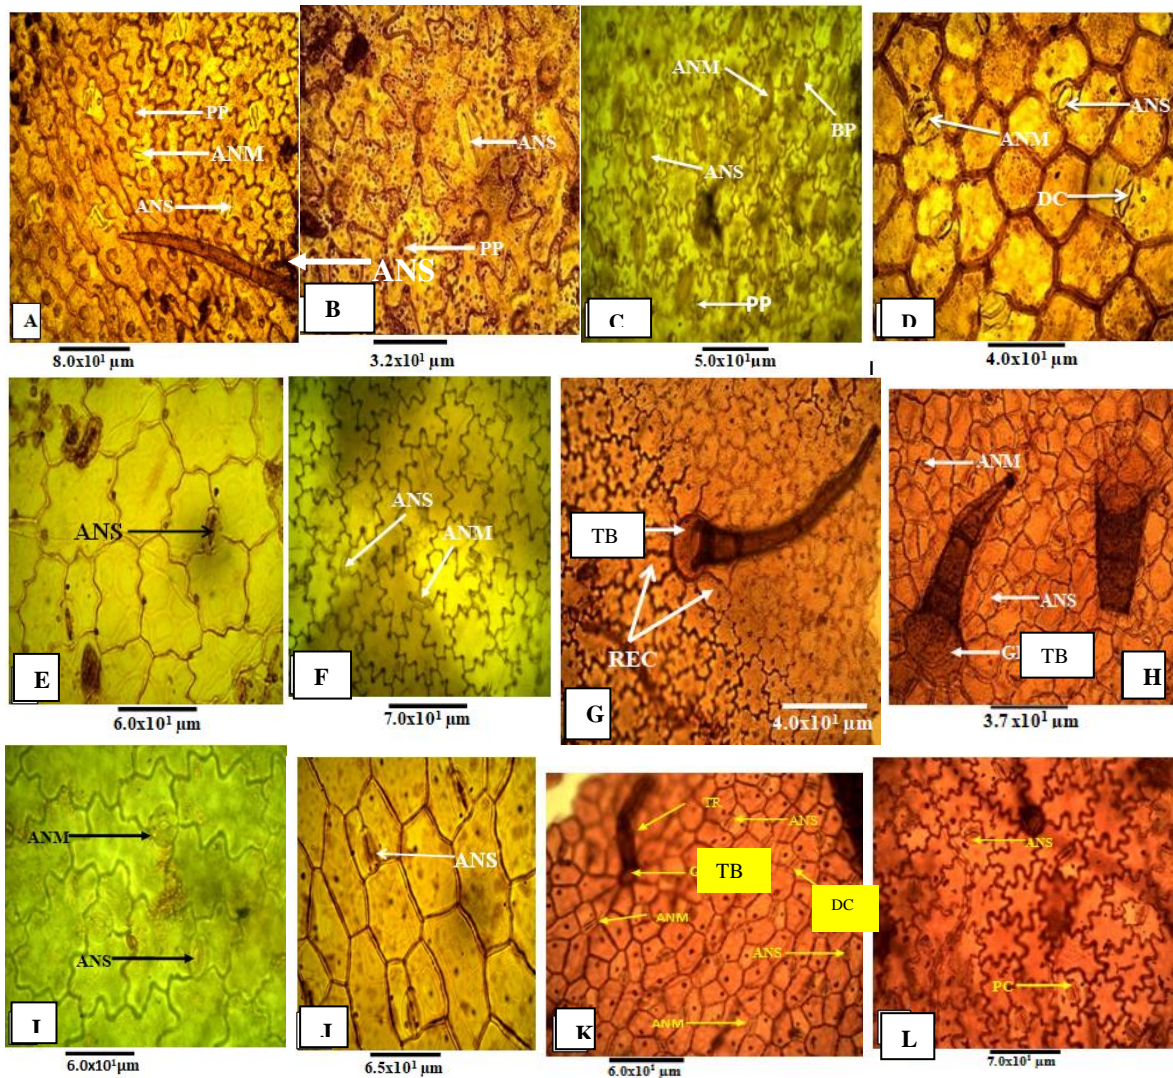 PP
ANM
ANS
ANS
A
8.0x10¹ µm
ANS
PP
B
3.2x10¹ µm
ANM
BP
ANS
PP
C
5.0x10¹ µm
ANS
ANM
DC
D
4.0x10¹ µm
ANS
E
6.0x10¹ µm
ANS
ANM
F
7.0x10¹ µm
TB
REC
G
4.0x10¹ µm
ANM
ANS
TB
H
3.7x10¹ µm
ANM
ANS
I
6.0x10¹µm
ANS
J
6.5x10¹ µm
TR
ANS
TB
DC
ANM
ANS
ANM
K
6.0x10¹ µm
ANS
PC
L
7.0x10¹ µm